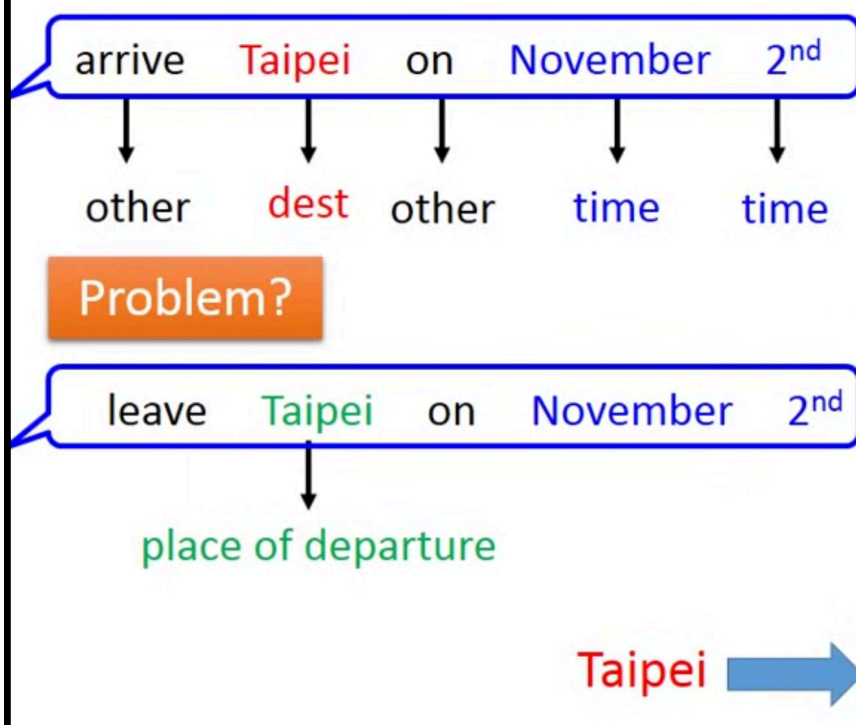 arrive Taipei on November 2nd
other dest other time time
Problem?
leave Taipei on November 2nd
place of departure
Taipei